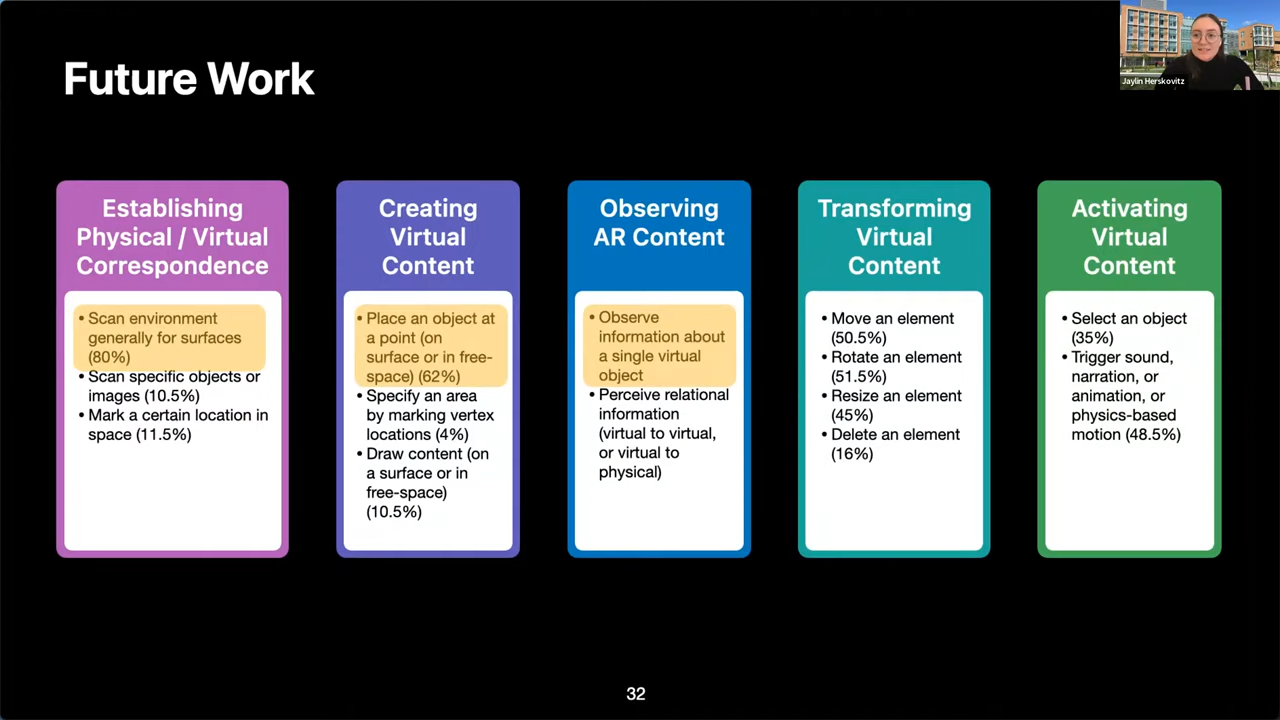 Future Work
Jaylin Herskovitz
Establishing
Physical / Virtual
Correspondence
• Scan environment
generally for surfaces
(80%)
• Scan specific objects or
images (10.5%)
• Mark a certain location in
space (11.5%)
Creating
Virtual
Content
• Place an object at
a point (on
surface or in free-
space) (62%)
• Specify an area
by marking vertex
locations (4%)
• Draw content (on
a surface or in
free-space)
(10.5%)
Observing
AR Content
• Observe
information about
a single virtual
object
• Perceive relational
information
(virtual to virtual,
or virtual to
physical)
Transforming
Virtual
Content
• Move an element
(50.5%)
• Rotate an element
(51.5%)
• Resize an element
(45%)
• Delete an element
(16%)
Activating
Virtual
Content
• Select an object
(35%)
• Trigger sound,
narration, or
animation, or
physics-based
motion (48.5%)
32